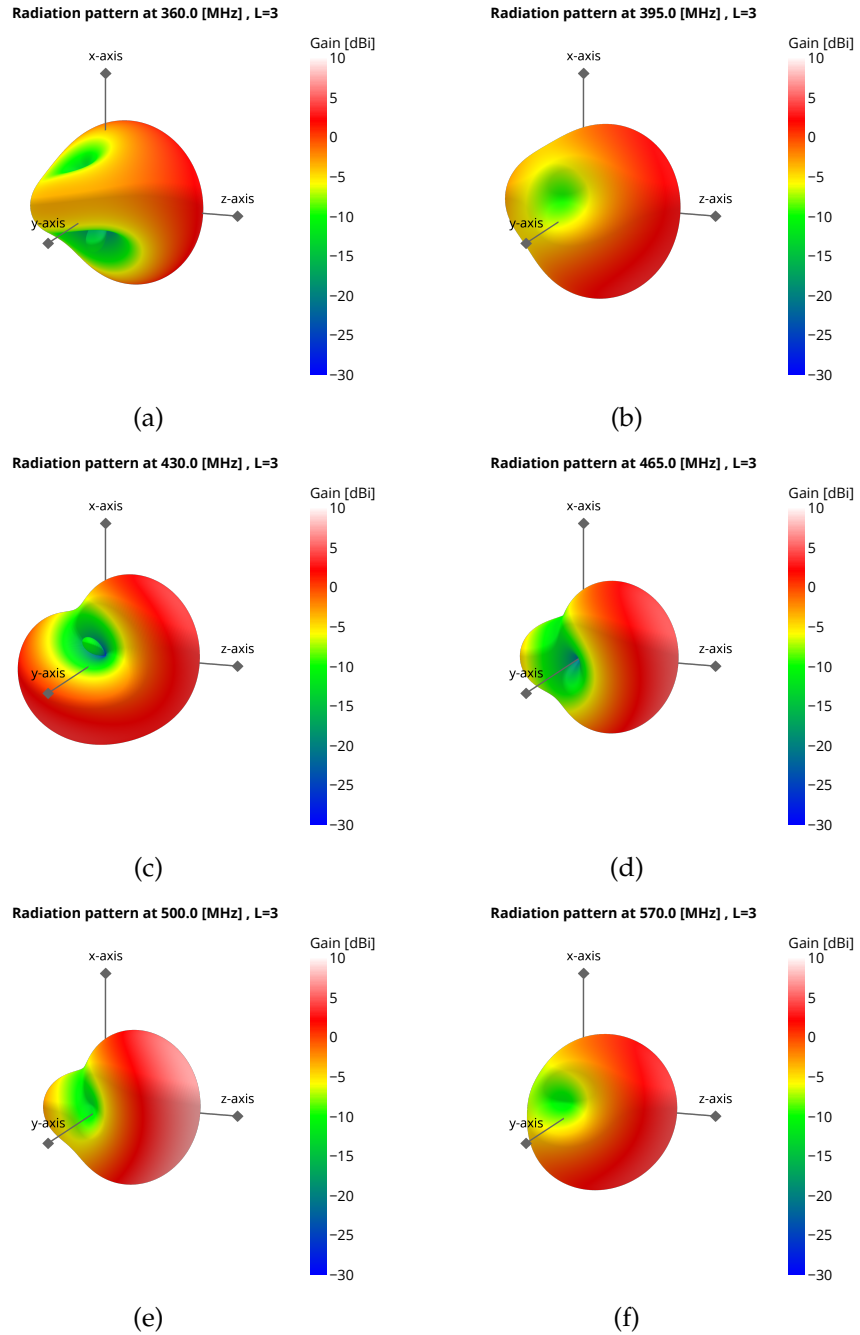 Radiation pattern at 360.0 [MHz] , L=3
Gain [dBi]
x-axis
z-axis
y-axis
10
5
0
−5
−10
−15
−20
−25
−30
(a)
Radiation pattern at 395.0 [MHz] , L=3
Gain [dBi]
x-axis
z-axis
y-axis
10
5
0
−5
−10
−15
−20
−25
−30
(b)
Radiation pattern at 430.0 [MHz] , L=3
Gain [dBi]
x-axis
z-axis
y-axis
10
5
0
−5
−10
−15
−20
−25
−30
(c)
Radiation pattern at 465.0 [MHz] , L=3
Gain [dBi]
x-axis
z-axis
y-axis
10
5
0
−5
−10
−15
−20
−25
−30
(d)
Radiation pattern at 500.0 [MHz] , L=3
Gain [dBi]
x-axis
z-axis
y-axis
10
5
0
−5
−10
−15
−20
−25
−30
(e)
Radiation pattern at 570.0 [MHz] , L=3
Gain [dBi]
x-axis
z-axis
y-axis
10
5
0
−5
−10
−15
−20
−25
−30
(f)